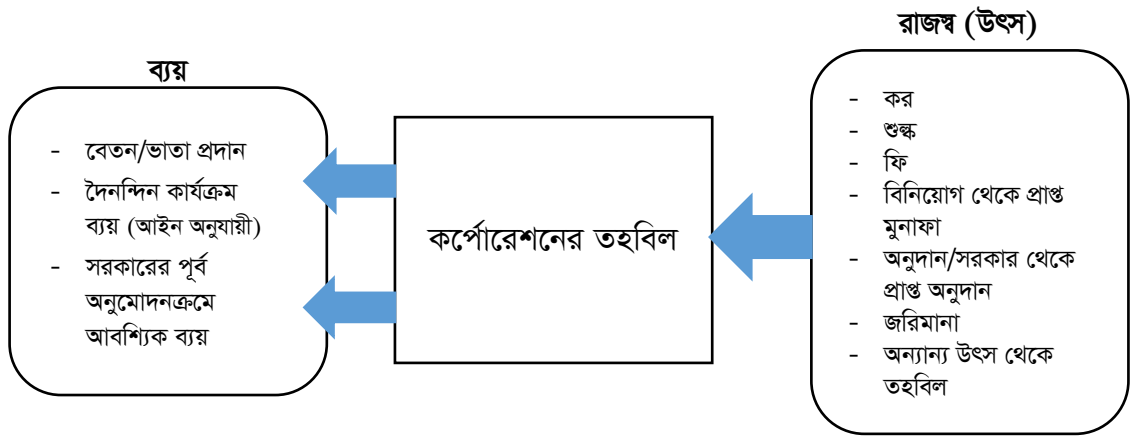 ব্যয়
- বেতন/ভাতা প্রদান
- দৈনন্দিন কার্যক্রম
ব্যয় (আইন অনুযায়ী)
- সরকারের পূর্ব
অনুমোদনক্রমে
আবশ্যিক ব্যয়
কর্পোরেশনের তহবিল
রাজস্ব (উৎস)
- কর
- শুল্ক
- ফি
- বিনিয়োগ থেকে প্রাপ্ত
মুনাফা
- অনুদান/সরকার থেকে
প্রাপ্ত অনুদান
- জরিমানা
- অন্যান্য উৎস থেকে
তহবিল